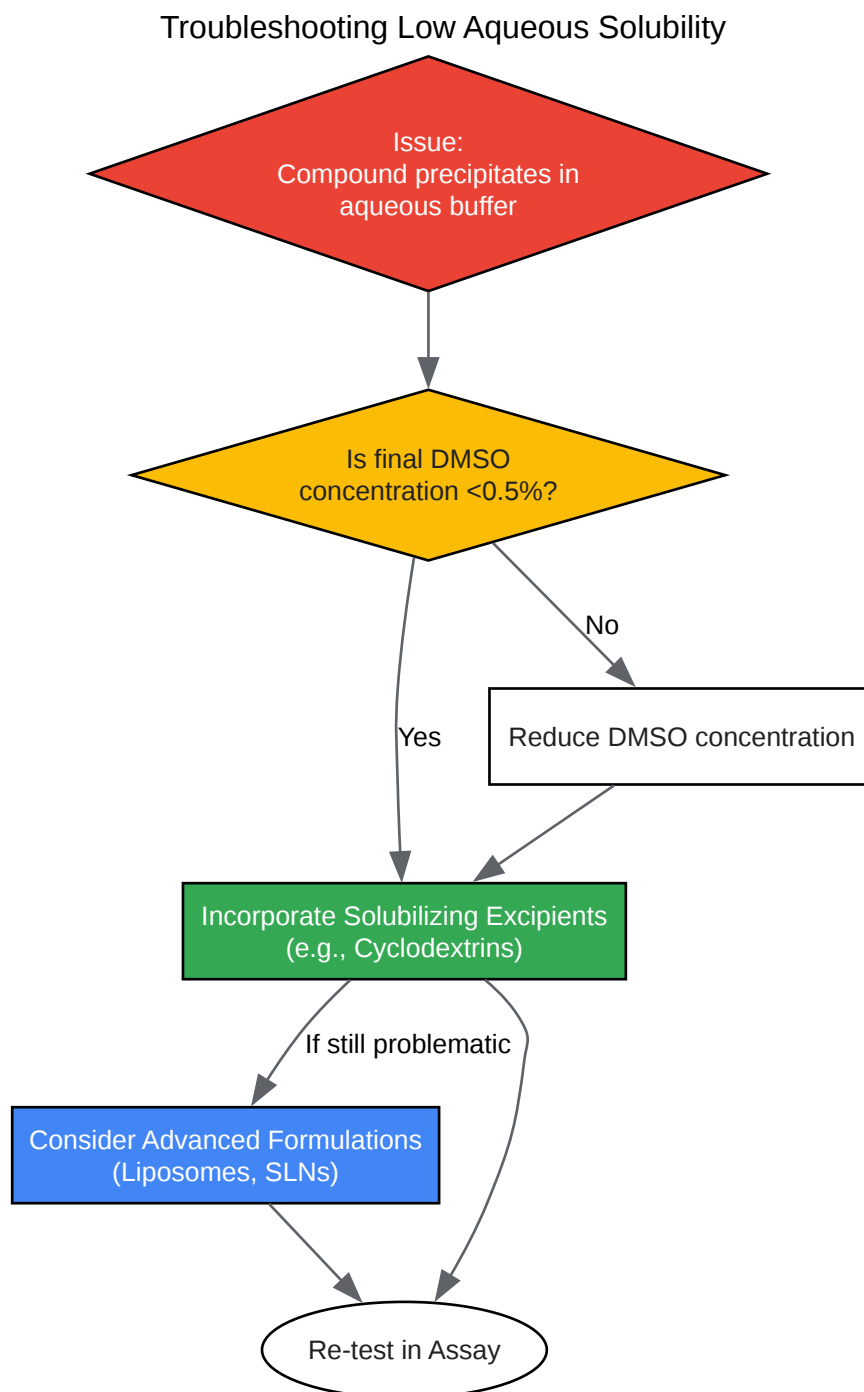 Troubleshooting Low Aqueous Solubility
Issue:
Compound precipitates in
aqueous buffer
Is final DMSO
concentration <0.5%?
No
Yes
Reduce DMSO concentration
Incorporate Solubilizing Excipients
(e.g., Cyclodextrins)
If still problematic
Consider Advanced Formulations
(Liposomes, SLNs)
Re-test in Assay